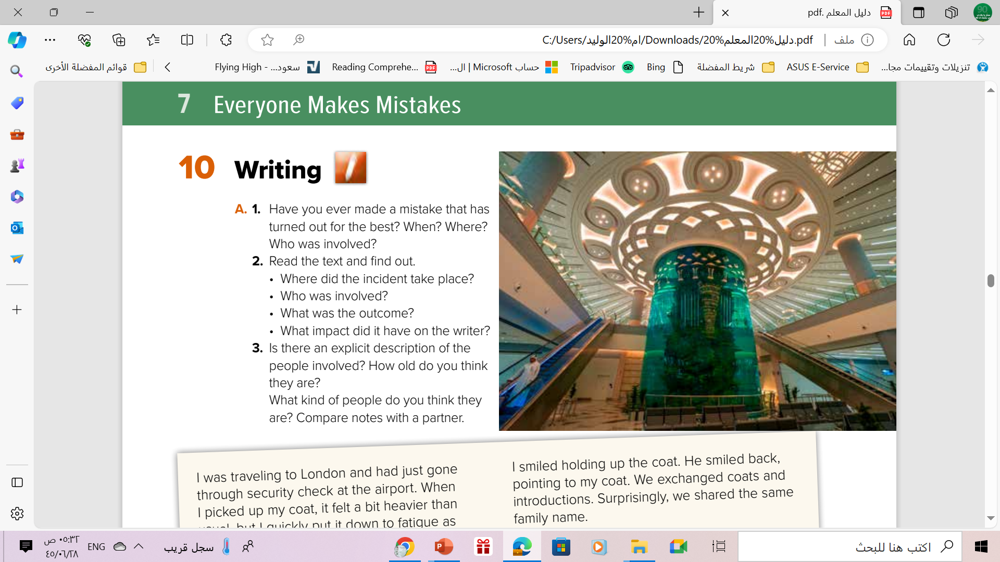 دليل المعلم .pdf
C:/Users/ام%20الوليد/Downloads/دليل%20المعلم%20.pdf
ملف
قوائم المفضلة الأخرى
Flying High - سعود...
Reading Comprehe...
حساب Microsoft | ال...
Tripadvisor
Bing
شريط المفضلة
ASUS E-Service
تنزيلات وتقييمات مجا...
7 Everyone Makes Mistakes
10 Writing
A. 1. Have you ever made a mistake that has
turned out for the best? When? Where?
Who was involved?
2. Read the text and find out.
• Where did the incident take place?
• Who was involved?
• What was the outcome?
• What impact did it have on the writer?
3. Is there an explicit description of the
people involved? How old do you think
they are?
What kind of people do you think they
are? Compare notes with a partner.
I was traveling to London and had just gone
through security check at the airport. When
I picked up my coat, it felt a bit heavier than
usual, but I quickly put it down to fatigue as
I smiled holding up the coat. He smiled back,
pointing to my coat. We exchanged coats and
introductions. Surprisingly, we shared the same
family name.
٠٥:٣٢ ص
٤٥/٠٦/٢٨
ENG
سجل قريب
اكتب هنا للبحث